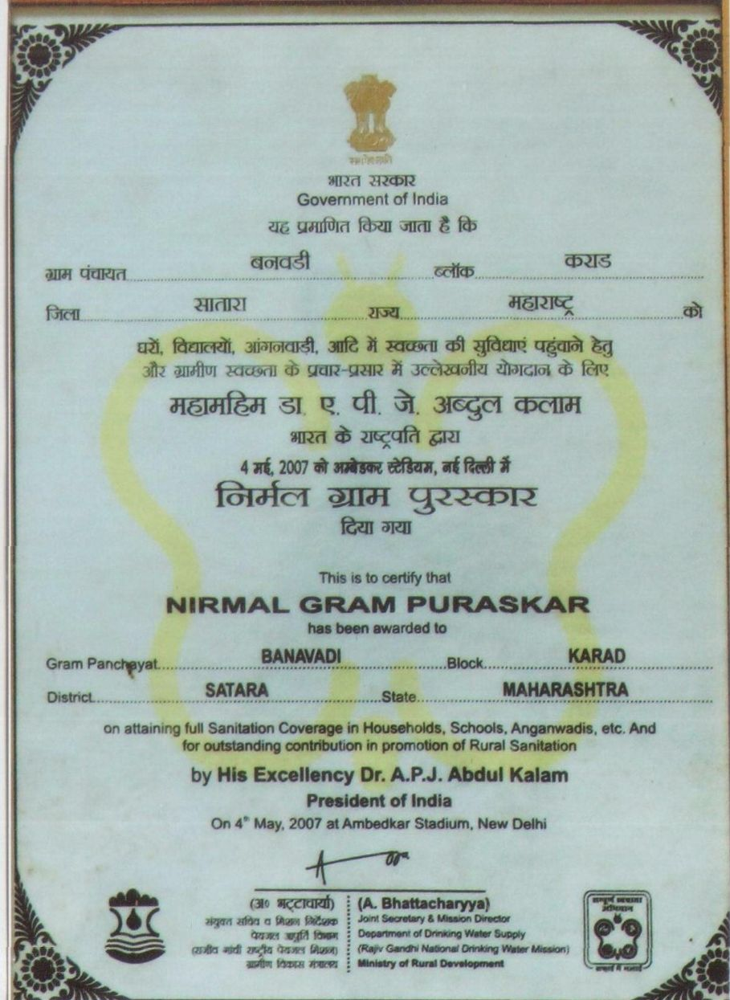 सत्यमेव जयते
भारत सरकार
Government of India
यह प्रमाणित किया जाता है कि
ग्राम पंचायत बनवडी ब्लॉक कराड
जिला सातारा राज्य महाराष्ट्र को
घरों, विद्यालयों, आंगनवाड़ी, आदि में स्वच्छता की सुविधाएं पहुंचाने हेतु
और ग्रामीण स्वच्छता के प्रचार-प्रसार में उल्लेखनीय योगदान के लिए
महामहिम डा. ए. पी. जे. अब्दुल कलाम
भारत के राष्ट्रपति द्वारा
4 मई, 2007 को अम्बेडकर स्टेडियम, नई दिल्ली में
निर्मल ग्राम पुरस्कार
दिया गया
This is to certify that
NIRMAL GRAM PURASKAR
has been awarded to
Gram Panchayat BANAVADI Block KARAD
District SATARA State MAHARASHTRA
on attaining full Sanitation Coverage in Households, Schools, Anganwadis, etc. And
for outstanding contribution in promotion of Rural Sanitation
by His Excellency Dr. A.P.J. Abdul Kalam
President of India
On 4th May, 2007 at Ambedkar Stadium, New Delhi
(अ० भट्टाचार्या)
संयुक्त सचिव व मिशन निदेशक
पेयजल आपूर्ति विभाग
(राजीव गांधी राष्ट्रीय पेयजल मिशन)
ग्रामीण विकास मंत्रालय
(A. Bhattacharyya)
Joint Secretary & Mission Director
Department of Drinking Water Supply
(Rajiv Gandhi National Drinking Water Mission)
Ministry of Rural Development
सम्पूर्ण स्वच्छता
अभियान
सफाई में भलाई